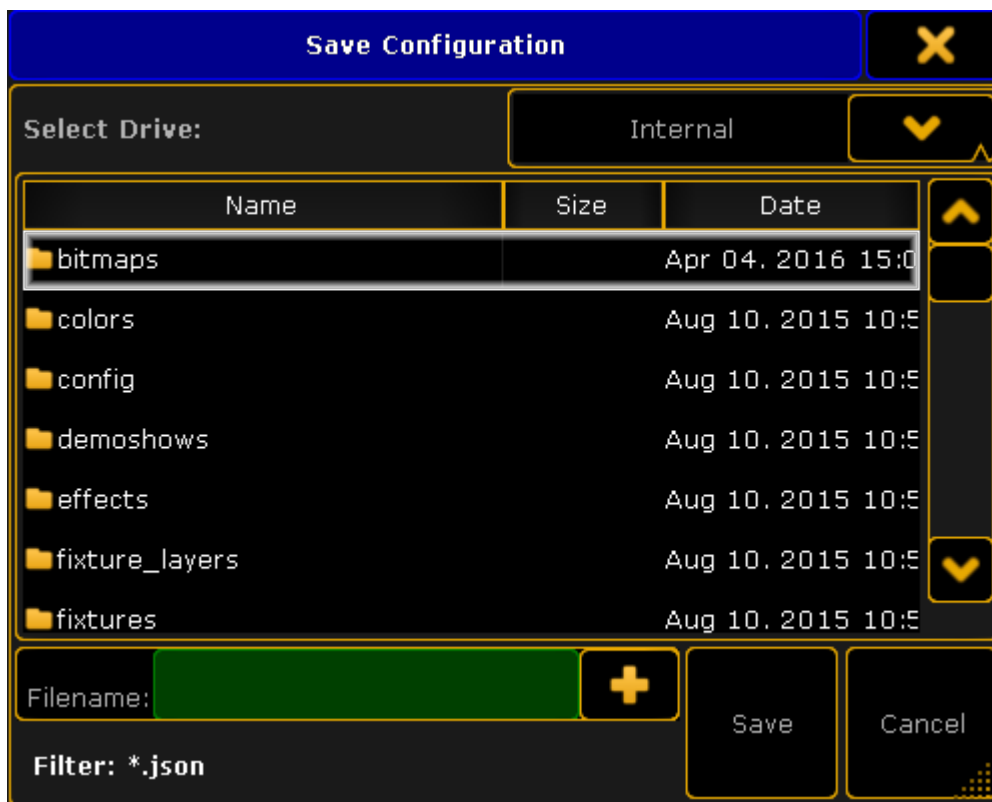 Save Configuration
Select Drive: Internal
Name Size Date
bitmaps Apr 04. 2016 15:0
colors Aug 10. 2015 10:5
config Aug 10. 2015 10:5
demoshows Aug 10. 2015 10:5
effects Aug 10. 2015 10:5
fixture_layers Aug 10. 2015 10:5
fixtures Aug 10. 2015 10:5
Filename:
Save Cancel
Filter: *.json